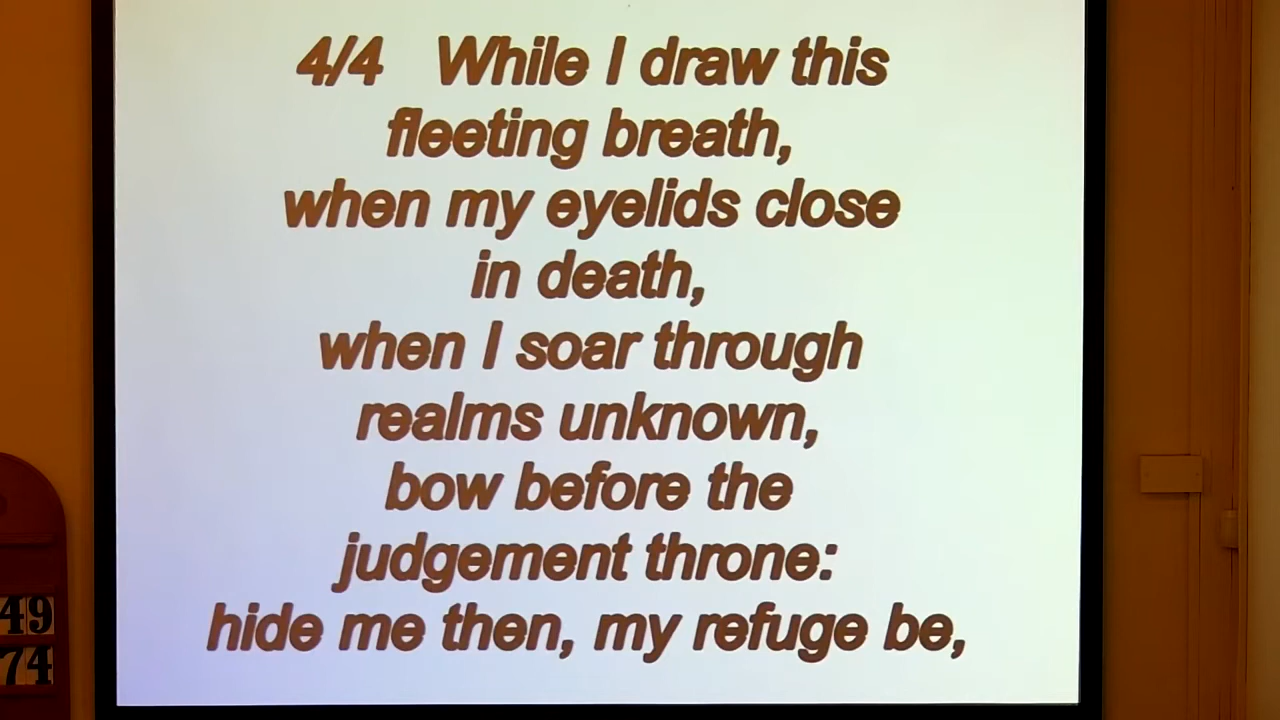 4/4 While I draw this
fleeting breath,
when my eyelids close
in death,
when I soar through
realms unknown,
bow before the
judgement throne:
hide me then, my refuge be,
49
74